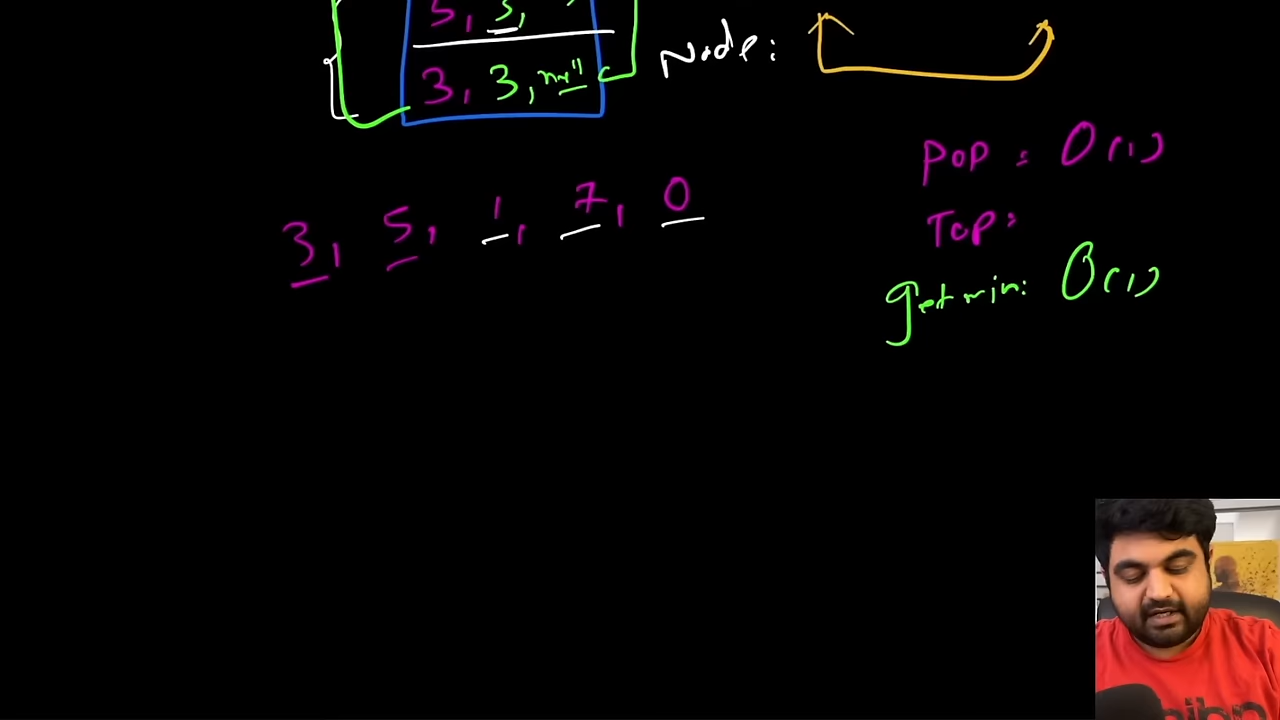 5, 3,
3, 3, null
Node:
3, 5, 1, 7, 0
pop: O(1)
Top:
getmin: O(1)